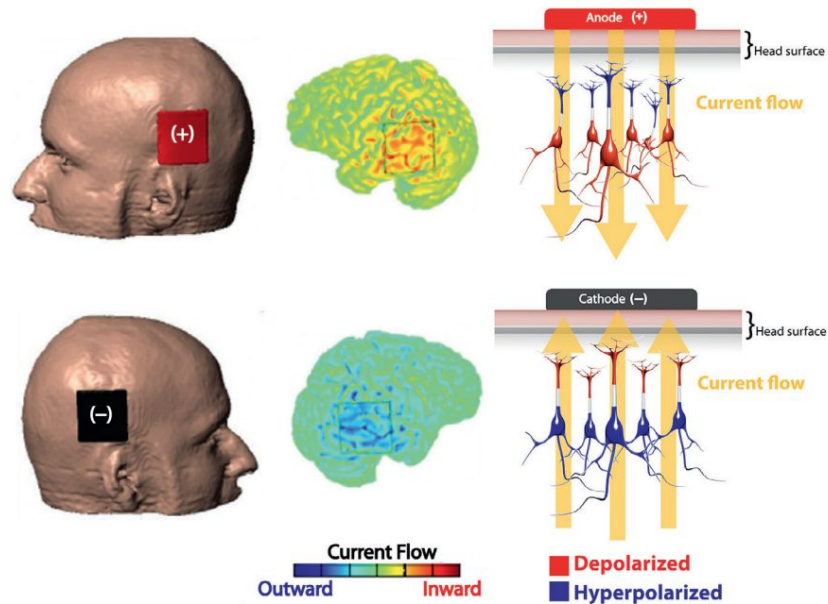 Anode (+)
Head surface
(+)
Current flow
Cathode (−)
Head surface
(−)
Current flow
Current Flow
Outward
Inward
Depolarized
Hyperpolarized